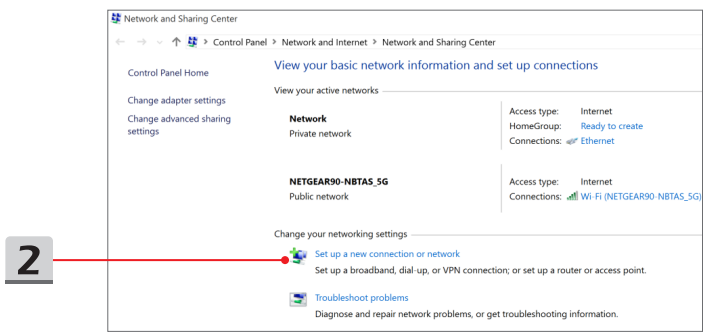 Network and Sharing Center
Control Panel > Network and Internet > Network and Sharing Center
Control Panel Home
Change adapter settings
Change advanced sharing
settings
View your basic network information and set up connections
View your active networks
Network
Private network
Access type: Internet
HomeGroup: Ready to create
Connections: Ethernet
NETGEAR90-NBTAS_5G
Public network
Access type: Internet
Connections: Wi-Fi (NETGEAR90-NBTAS_5G)
Change your networking settings
2
Set up a new connection or network
Set up a broadband, dial-up, or VPN connection; or set up a router or access point.
Troubleshoot problems
Diagnose and repair network problems, or get troubleshooting information.